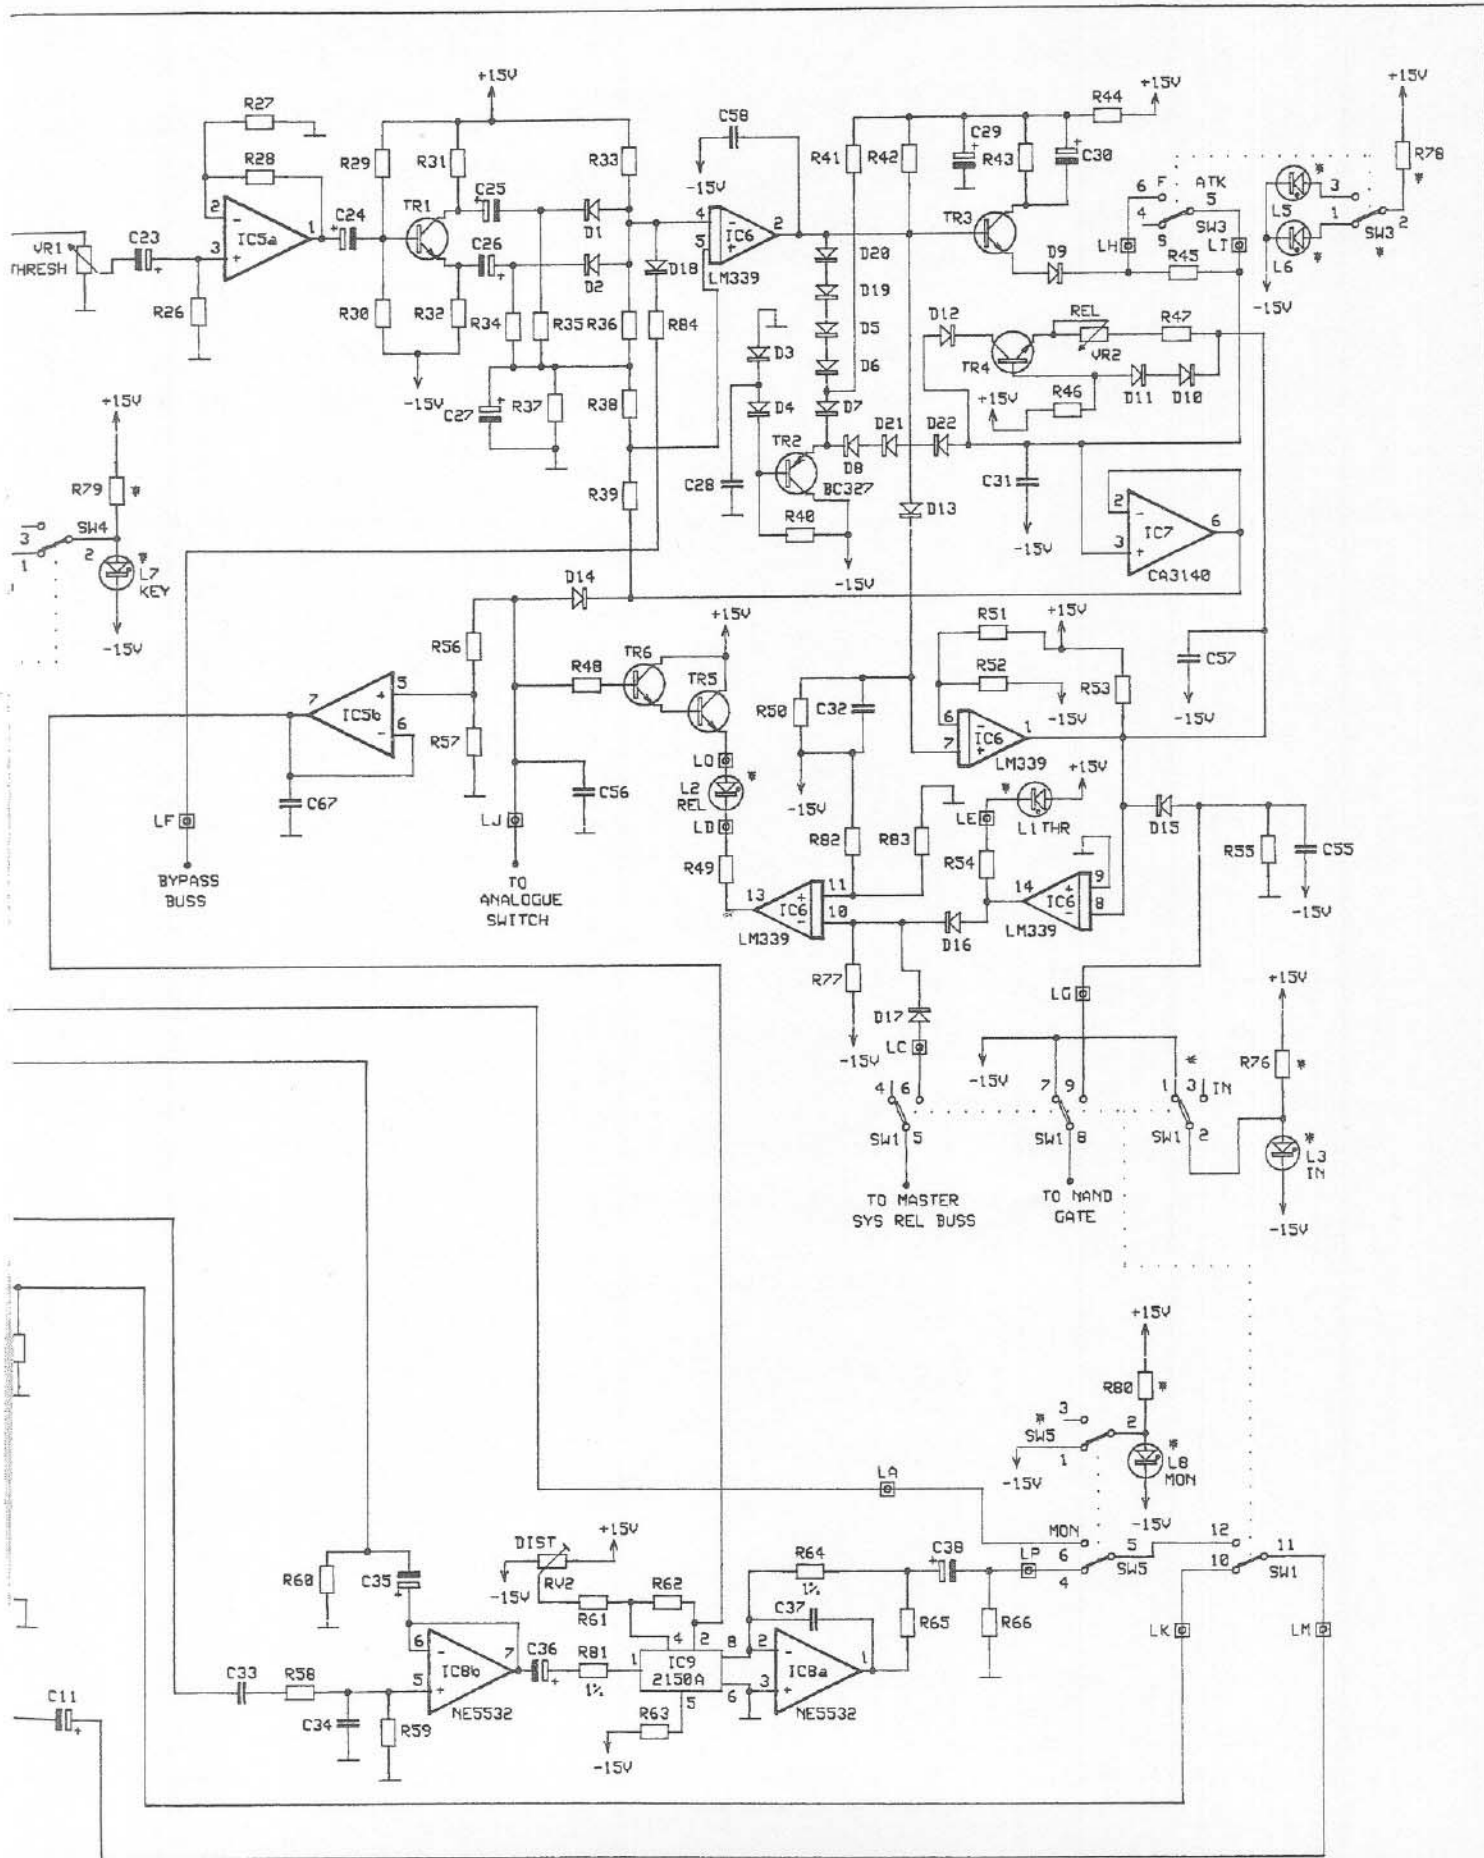 +15V
+15V
+15V
R27
C58
R44
R28
R29
R31
R33
C29
R41
R42
R43
C30
R78
*
-15V
*
F
ATK
6
5
3
L5
C25
TR1
4
2
TR3
4
SW3
1
SW3
2
*
C24
2
1
IC5a
3
5
IC6
LM339
S
*
L6
VR1
THRESH
C23
C26
D1
D18
D20
D9
LH
LI
R45
-15V
D2
R26
R30
R32
R34
R35
R36
R84
D19
D12
REL
R47
D3
D5
VR2
TR4
-15V
C27
R37
R38
D4
D6
+15V
R46
D11
D10
+15V
D7
TR2
D21
D22
R79
*
D8
C28
BC327
C31
2
R39
D13
6
SW4
R40
IC7
3
3
1
2
*
L7
KEY
-15V
-15V
CA3140
D14
+15V
R51
+15V
-15V
R56
TR6
TR5
R48
R52
C57
7
5
IC5b
6
R50
C32
R53
-15V
-15V
R57
6
7
IC6
1
LM339
LO
*
L2
REL
-15V
+15V
*
C67
C56
LE
L1 THR
LF
LJ
LD
R82
R83
D15
R54
R55
C55
R49
9
BYPASS
BUSS
TO
ANALOGUE
SWITCH
13
11
IC6
10
14
IC6
8
LM339
D16
LM339
-15V
R77
LG
+15V
D17
-15V
LC
-15V
*
R76
*
4
6
7
9
1
3
IN
SW1
5
SW1
8
SW1
2
*
L3
IN
TO MASTER
SYS REL BUSS
TO NAND
GATE
-15V
+15V
R80
*
3
*
2
SW5
1
*
L8
MON
LA
-15V
-15V
DIST
+15V
MON
12
R64
C38
LP
6
5
11
R60
C35
-15V
RV2
R62
1%
4
SW5
10
SW1
R61
C37
R65
R66
LK
LM
6
7
C36
R81
4
2
8
2
IC8b
1
IC9
2150A
IC8a
1
C33
R58
5
1%
6
3
C11
C34
R59
NE5532
5
R63
NE5532
-15V